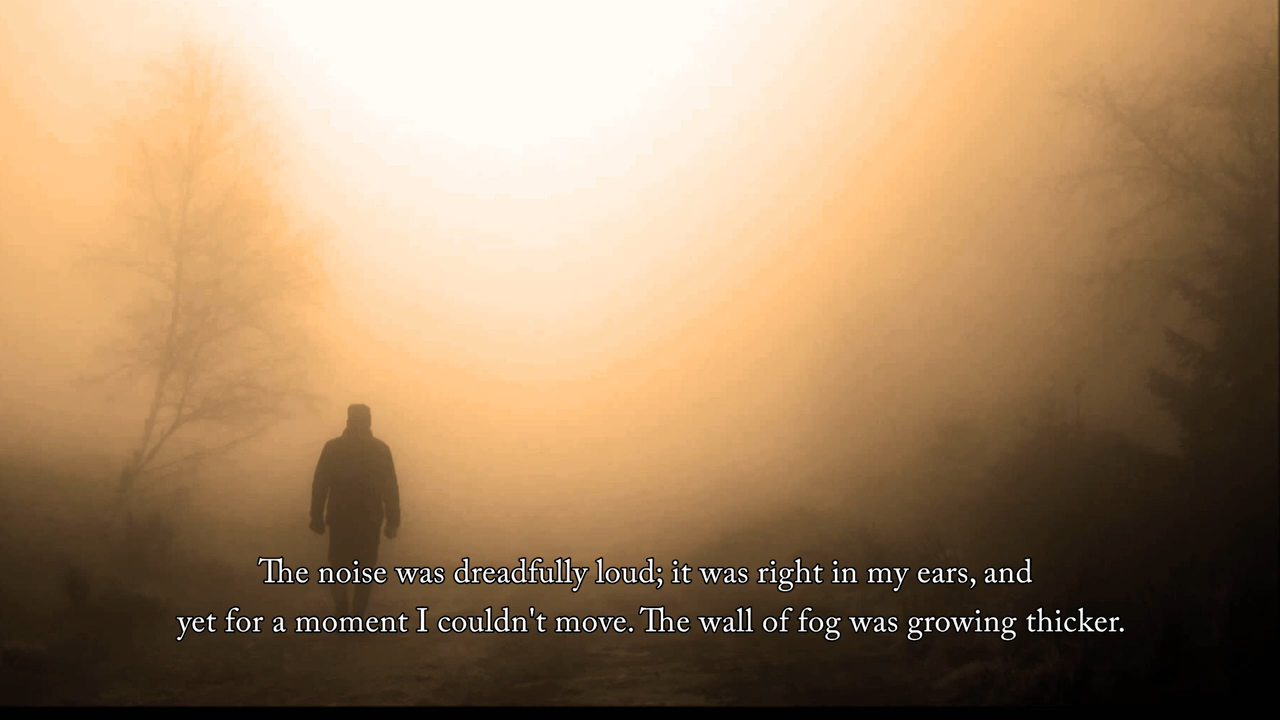 The noise was dreadfully loud; it was right in my ears, and
yet for a moment I couldn't move. The wall of fog was growing thicker.